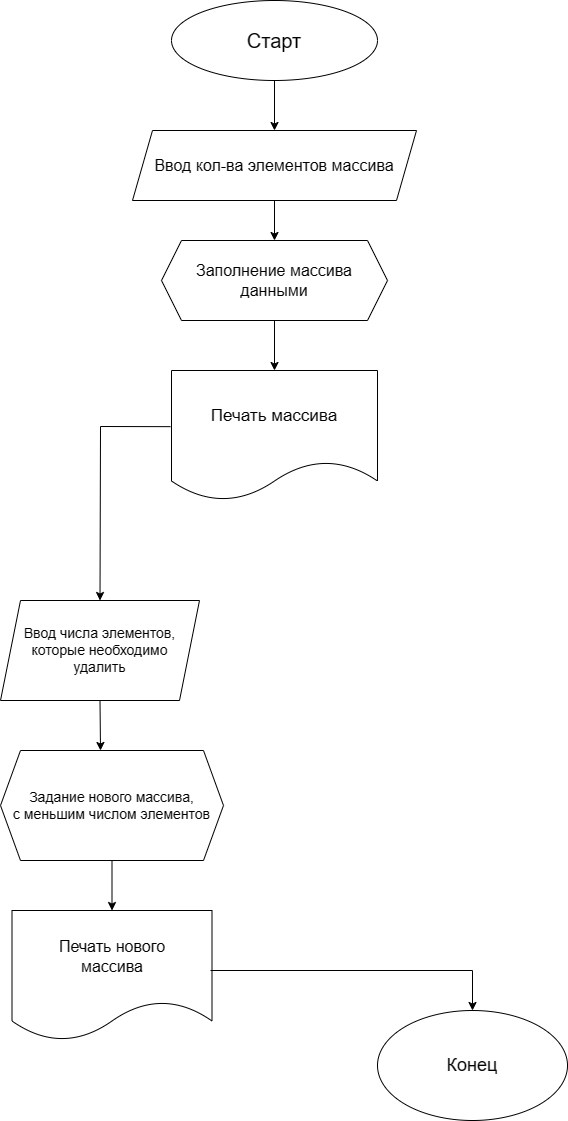 Старт
Ввод кол-ва элементов массива
Заполнение массива
данными
Печать массива
Ввод числа элементов,
которые необходимо
удалить
Задание нового массива,
с меньшим числом элементов
Печать нового
массива
Конец